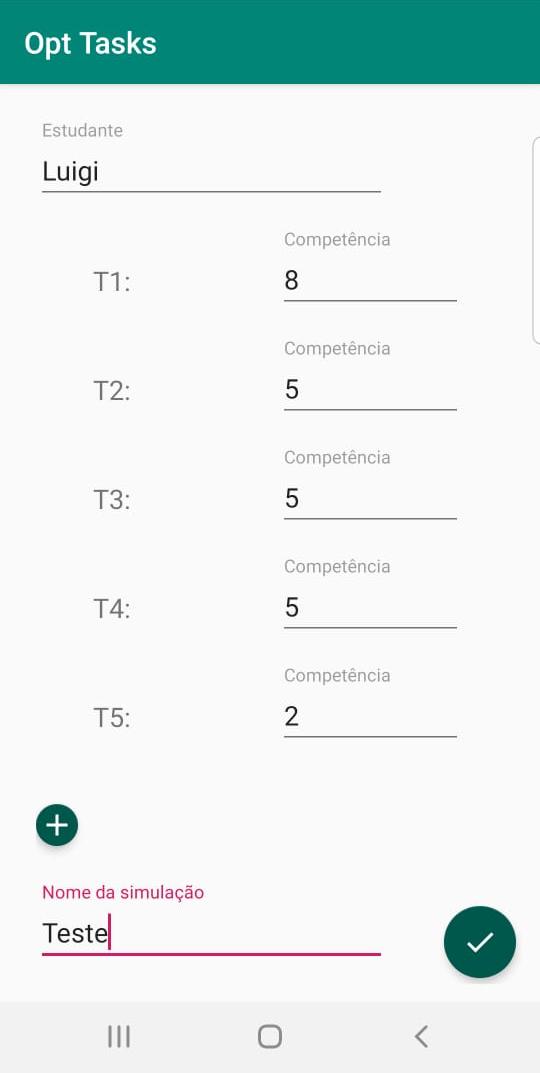 Opt Tasks
Estudante
Luigi
Competência
T1: 8
Competência
T2: 5
Competência
T3: 5
Competência
T4: 5
Competência
T5: 2
Nome da simulação
Teste